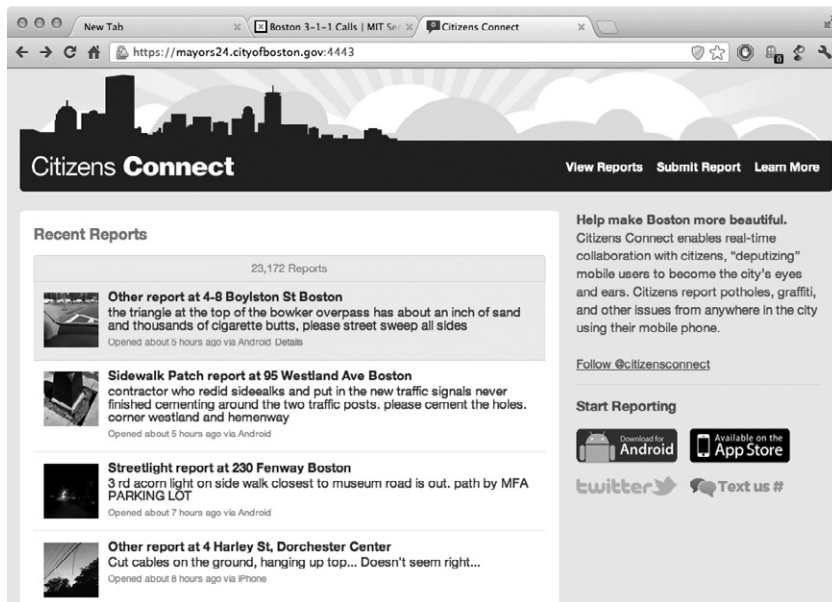 New Tab
Boston 3-1-1 Calls | MIT Sen
Citizens Connect
https://mayors24.cityofboston.gov:4443
Citizens Connect
View Reports Submit Report Learn More
Recent Reports
23,172 Reports
Other report at 4-8 Boylston St Boston
the triangle at the top of the bowker overpass has about an inch of sand
and thousands of cigarette butts, please street sweep all sides
Opened about 5 hours ago via Android Details
Sidewalk Patch report at 95 Westland Ave Boston
contractor who redid sideealks and put in the new traffic signals never
finished cementing around the two traffic posts. please cement the holes.
corner westland and hemenway
Opened about 5 hours ago via Android
Streetlight report at 230 Fenway Boston
3 rd acorn light on side walk closest to museum road is out. path by MFA
PARKING LOT
Opened about 7 hours ago via Android
Other report at 4 Harley St, Dorchester Center
Cut cables on the ground, hanging up top... Doesn't seem right...
Opened about 8 hours ago via iPhone
Help make Boston more beautiful.
Citizens Connect enables real-time
collaboration with citizens, “deputizing”
mobile users to become the city's eyes
and ears. Citizens report potholes, graffiti,
and other issues from anywhere in the city
using their mobile phone.
Follow @citizensconnect
Start Reporting
Download for
Android
Available on the
App Store
twitter
Text us #